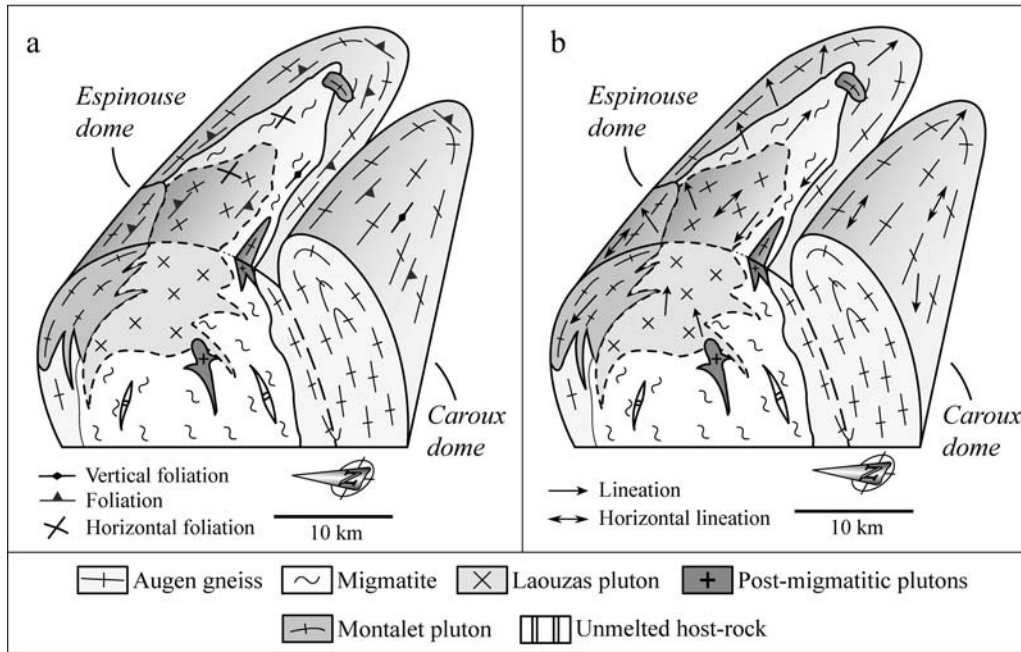 a
Espinouse
dome
Caroux
dome
Vertical foliation
Foliation
Horizontal foliation
N
10 km
b
Espinouse
dome
Caroux
dome
Lineation
Horizontal lineation
N
10 km
Augen gneiss
Migmatite
Laouzas pluton
Post-migmatitic plutons
Montalet pluton
Unmelted host-rock